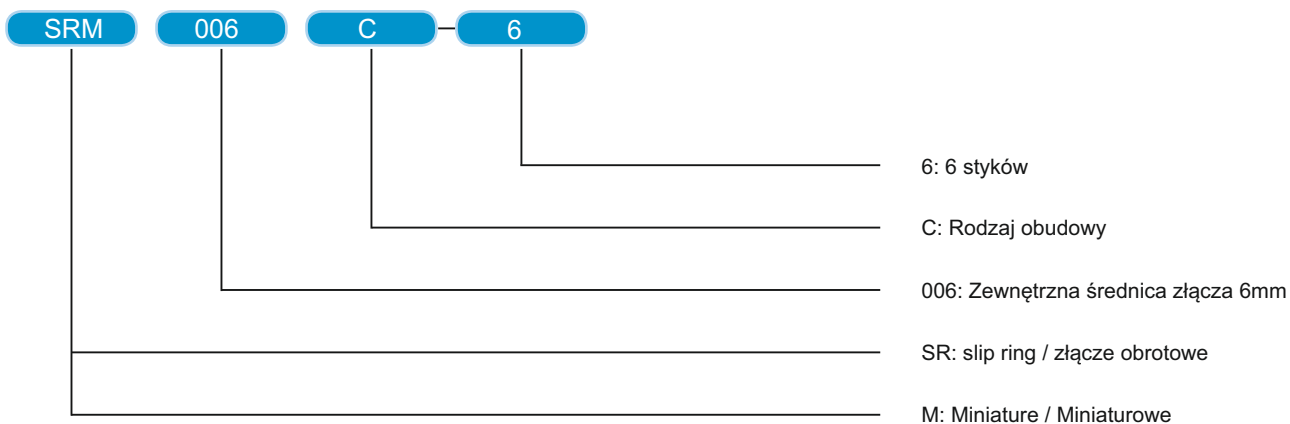 SRM 006 C - 6
6: 6 styków
C: Rodzaj obudowy
006: Zewnętrzna średnica złącza 6mm
SR: slip ring / złącze obrotowe
M: Miniature / Miniaturowe